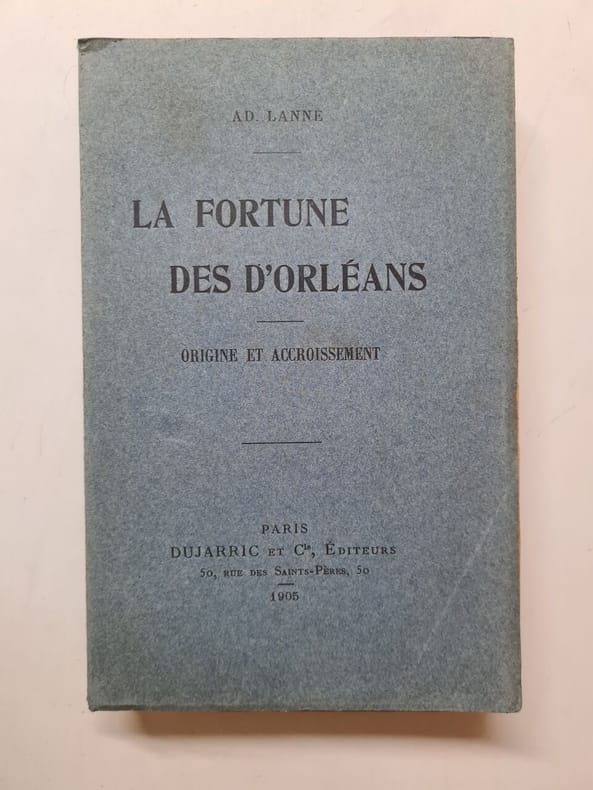 AD. LANNE
LA FORTUNE
DES D'ORLÉANS
ORIGINE ET ACCROISSEMENT
PARIS
DUJARRIC ET Cie, ÉDITEURS
50, RUE DES SAINTS-PÈRES, 50
1905